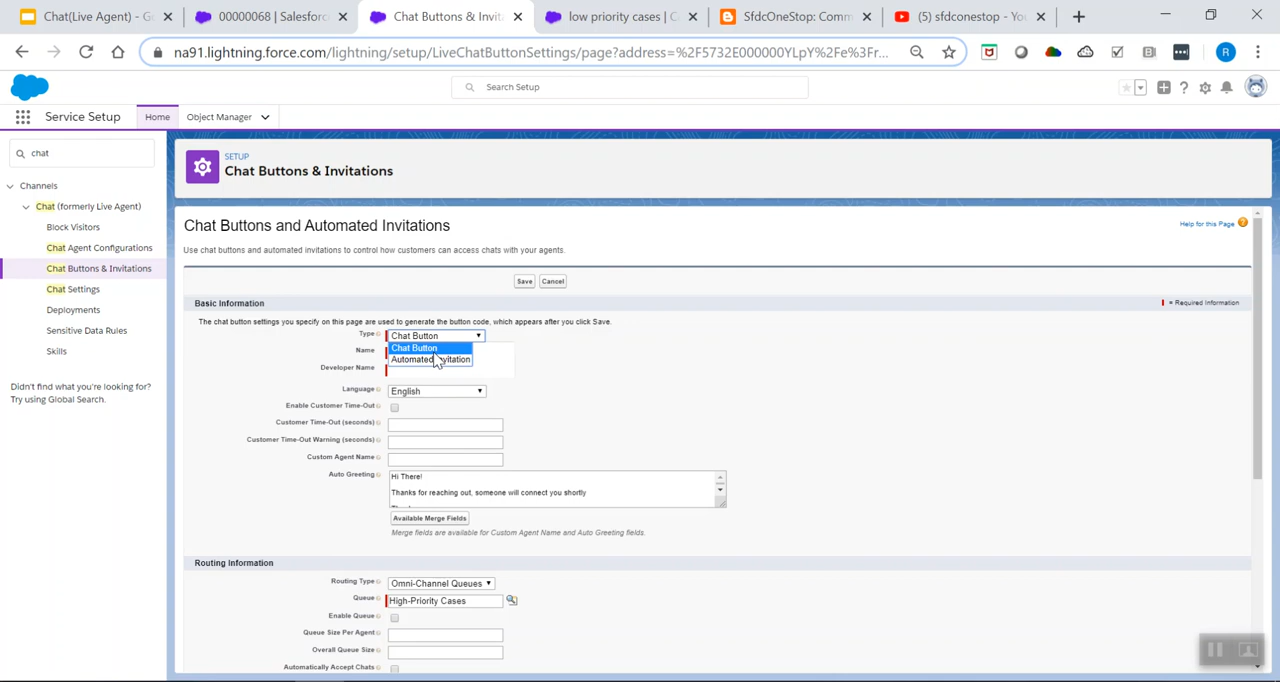 Chat(Live Agent) - G
00000068 | Salesforc
Chat Buttons & Invita
low priority cases | C
SfdcOneStop: Comm
(5) sfdconestop - Yo
na91.lightning.force.com/lightning/setup/LiveChatButtonSettings/page?address=%2F5732E000000YLpY%2Fe%3Fr...
Search Setup
Service Setup
Home
Object Manager
chat
Channels
Chat (formerly Live Agent)
Block Visitors
Chat Agent Configurations
Chat Buttons & Invitations
Chat Settings
Deployments
Sensitive Data Rules
Skills
Didn't find what you're looking for?
Try using Global Search.
SETUP
Chat Buttons & Invitations
Chat Buttons and Automated Invitations
Help for this Page
Use chat buttons and automated invitations to control how customers can access chats with your agents.
Save
Cancel
Basic Information
= Required Information
The chat button settings you specify on this page are used to generate the button code, which appears after you click Save.
Type
Chat Button
Chat Button
Automated Invitation
Name
Developer Name
Language
English
Enable Customer Time-Out
Customer Time-Out (seconds)
Customer Time-Out Warning (seconds)
Custom Agent Name
Auto Greeting
Hi There!
Thanks for reaching out, someone will connect you shortly
Available Merge Fields
Merge fields are available for Custom Agent Name and Auto Greeting fields.
Routing Information
Routing Type
Omni-Channel Queues
Queue
High-Priority Cases
Enable Queue
Queue Size Per Agent
Overall Queue Size
Automatically Accept Chats